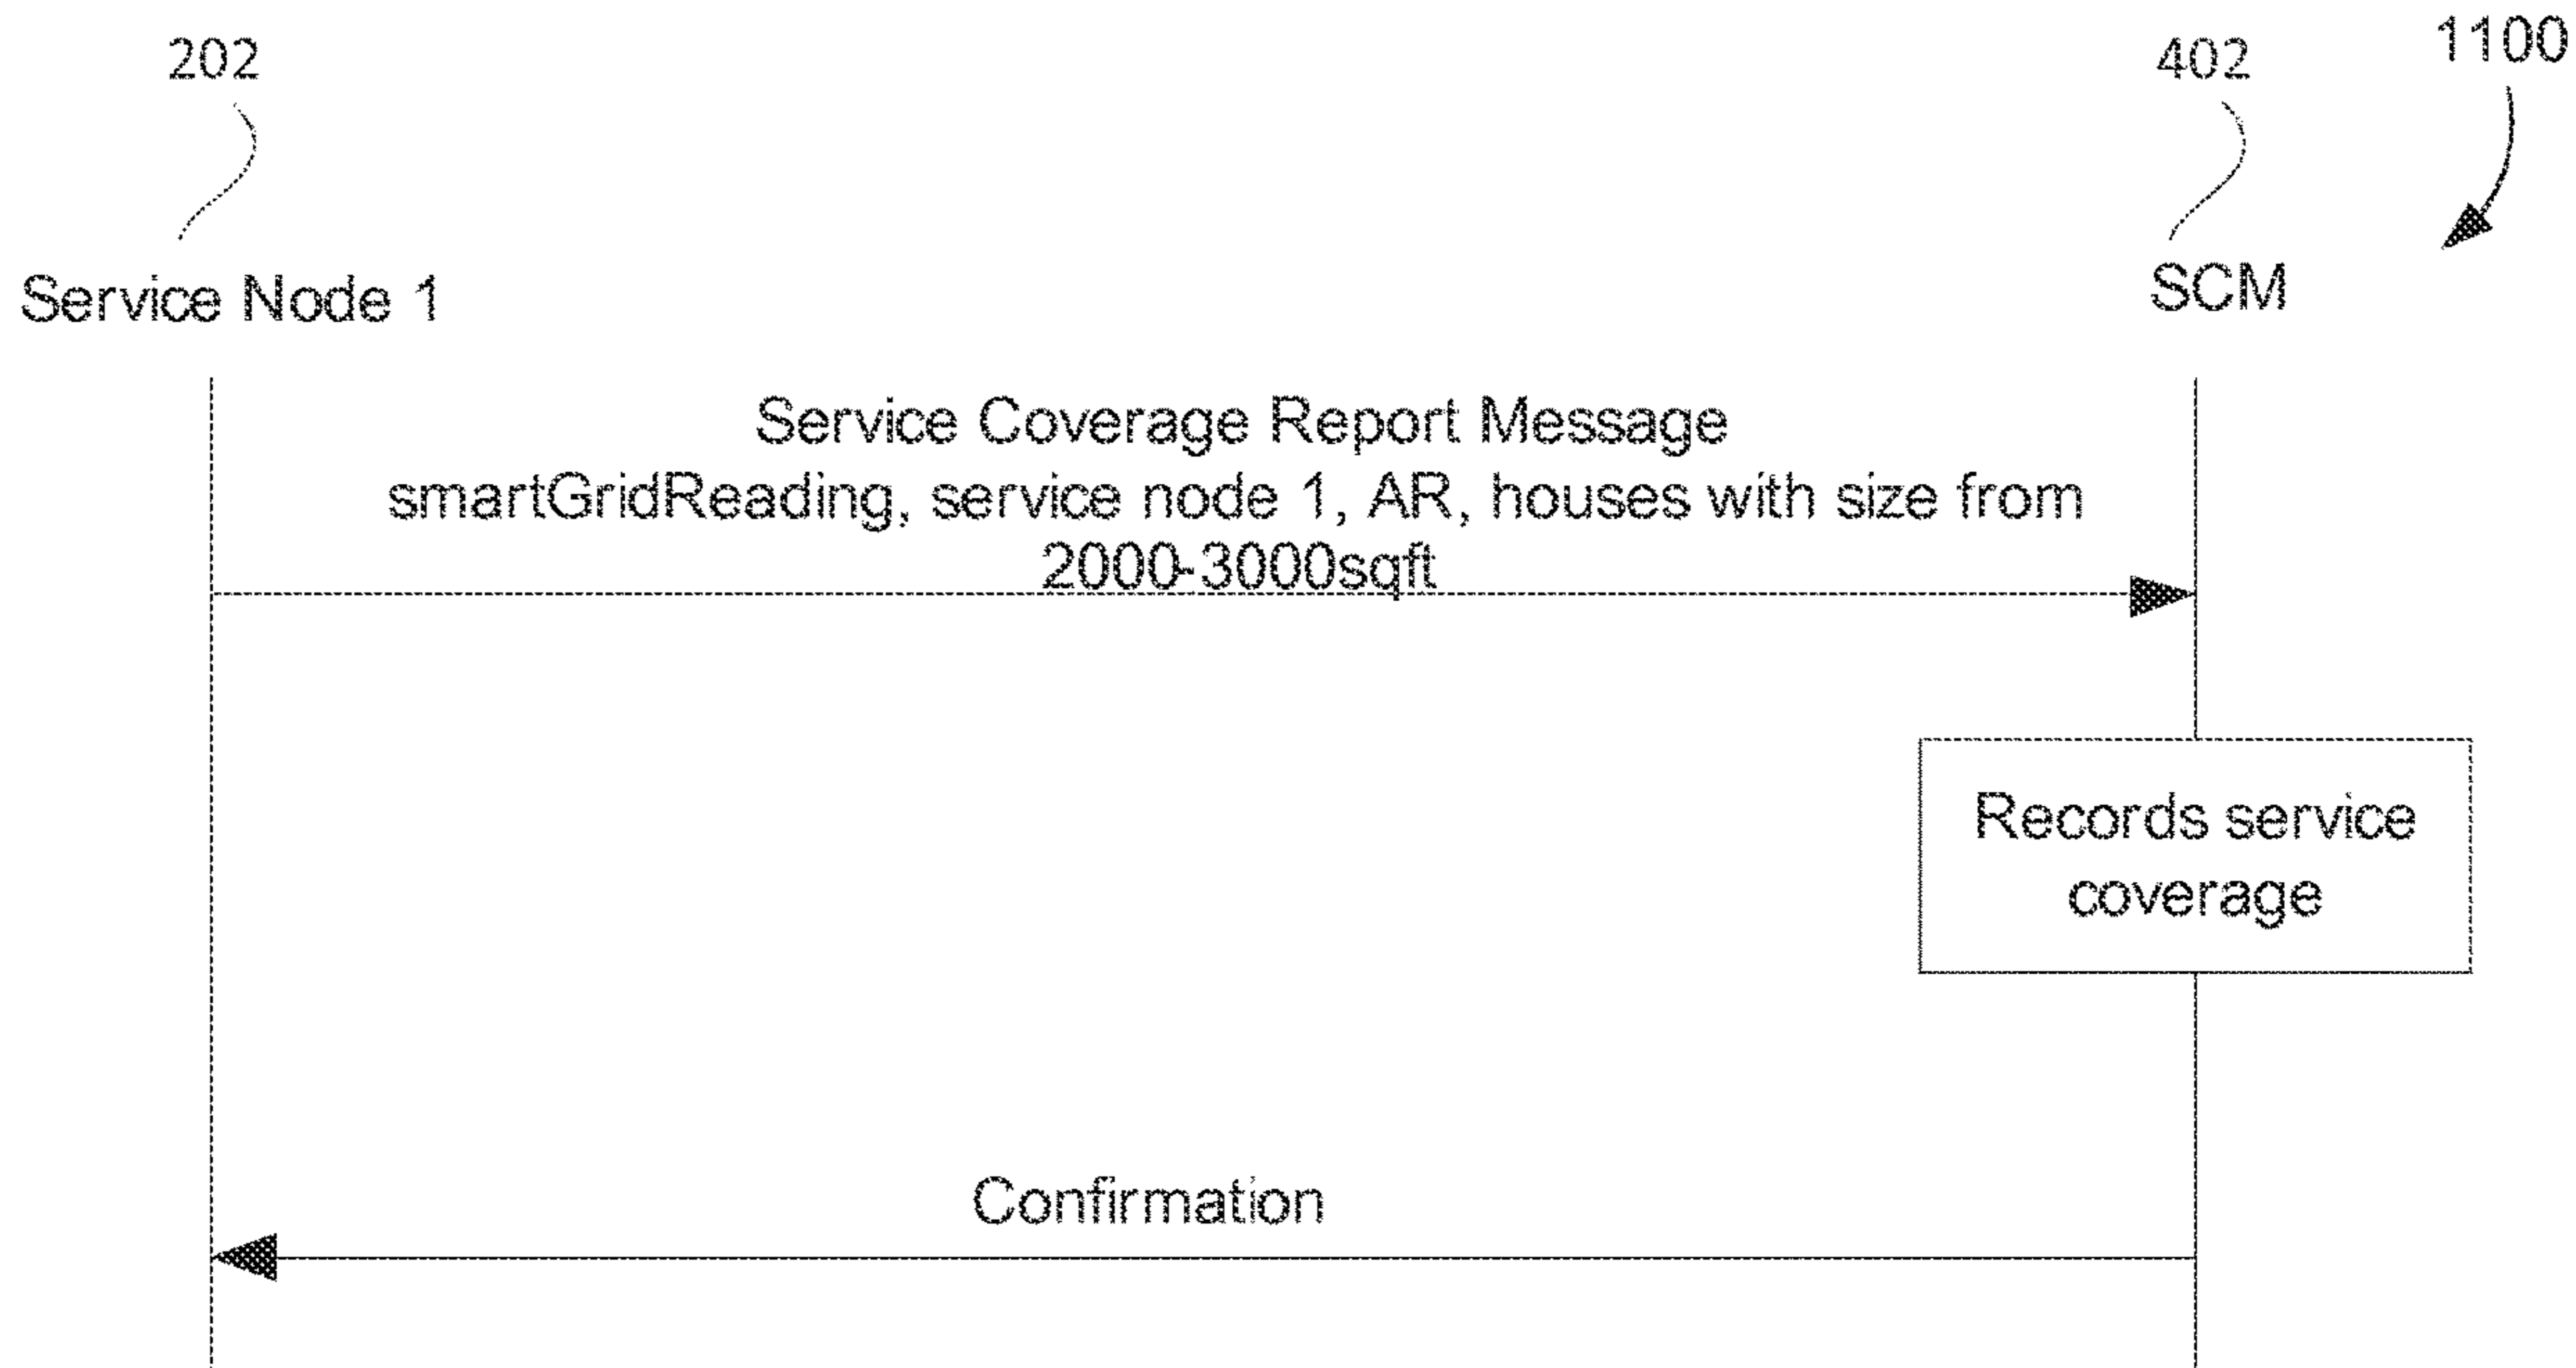 202
402
1100
Service Node 1
SCM
Service Coverage Report Message
smartGridReading, service node 1, AR, houses with size from
2000-3000sqft
Records service
coverage
Confirmation